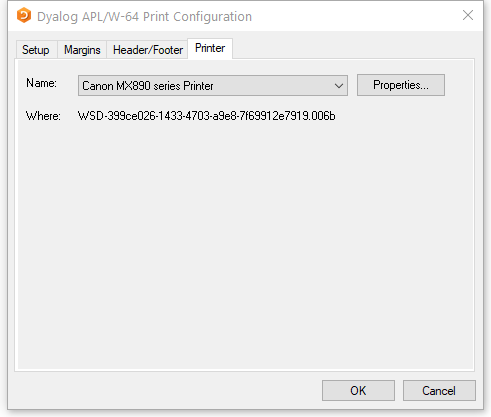 Dyalog APL/W-64 Print Configuration
Setup Margins Header/Footer Printer
Name: Canon MX890 series Printer Properties...
Where: WSD-399ce026-1433-4703-a9e8-7f69912e7919.006b
OK Cancel